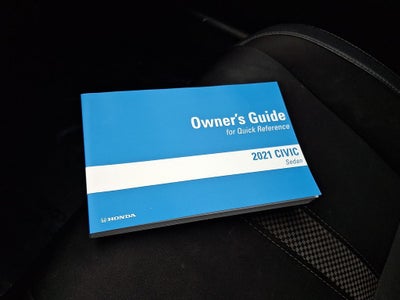 Owner's Guide
for Quick Reference
2021 CIVIC
Sedan
HONDA